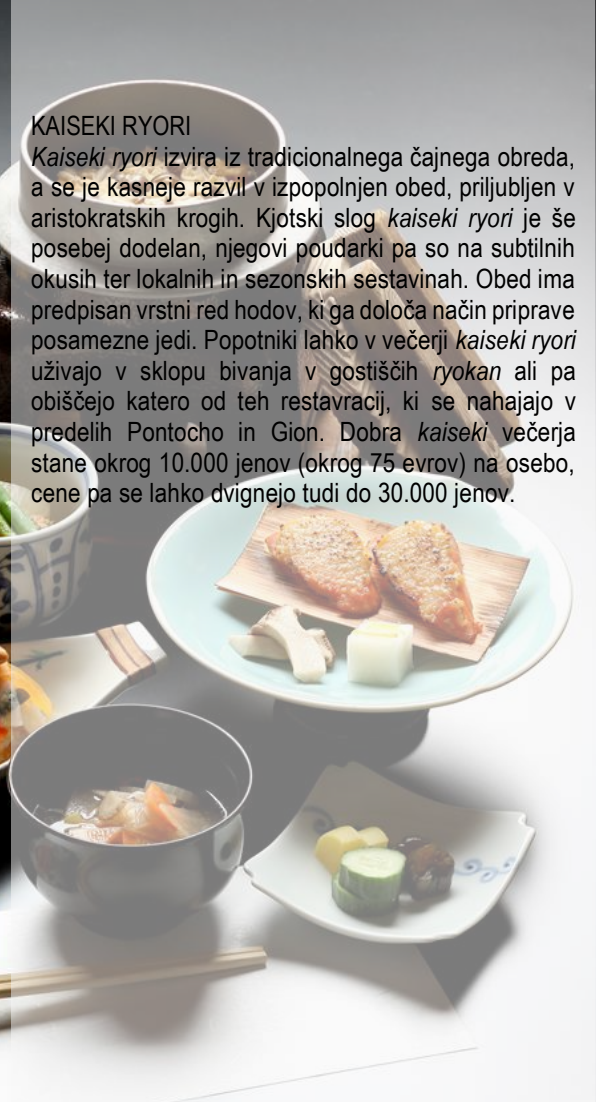 KAISEKI RYORI
Kaiseki ryori izvira iz tradicionalnega čajnega obreda,
a se je kasneje razvil v izpopolnjen obed, priljubljen v
aristokratskih krogih. Kjotski slog kaiseki ryori je še
posebej dodelan, njegovi poudarki pa so na subtilnih
okusih ter lokalnih in sezonskih sestavinah. Obed ima
predpisan vrstni red hodov, ki ga določa način priprave
posamezne jedi. Popotniki lahko v večerji kaiseki ryori
uživajo v sklopu bivanja v gostiščih ryokan ali pa
obiščejo katero od teh restavracij, ki se nahajajo v
predelih Pontocho in Gion. Dobra kaiseki večerja
stane okrog 10.000 jenov (okrog 75 evrov) na osebo,
cene pa se lahko dvignejo tudi do 30.000 jenov.